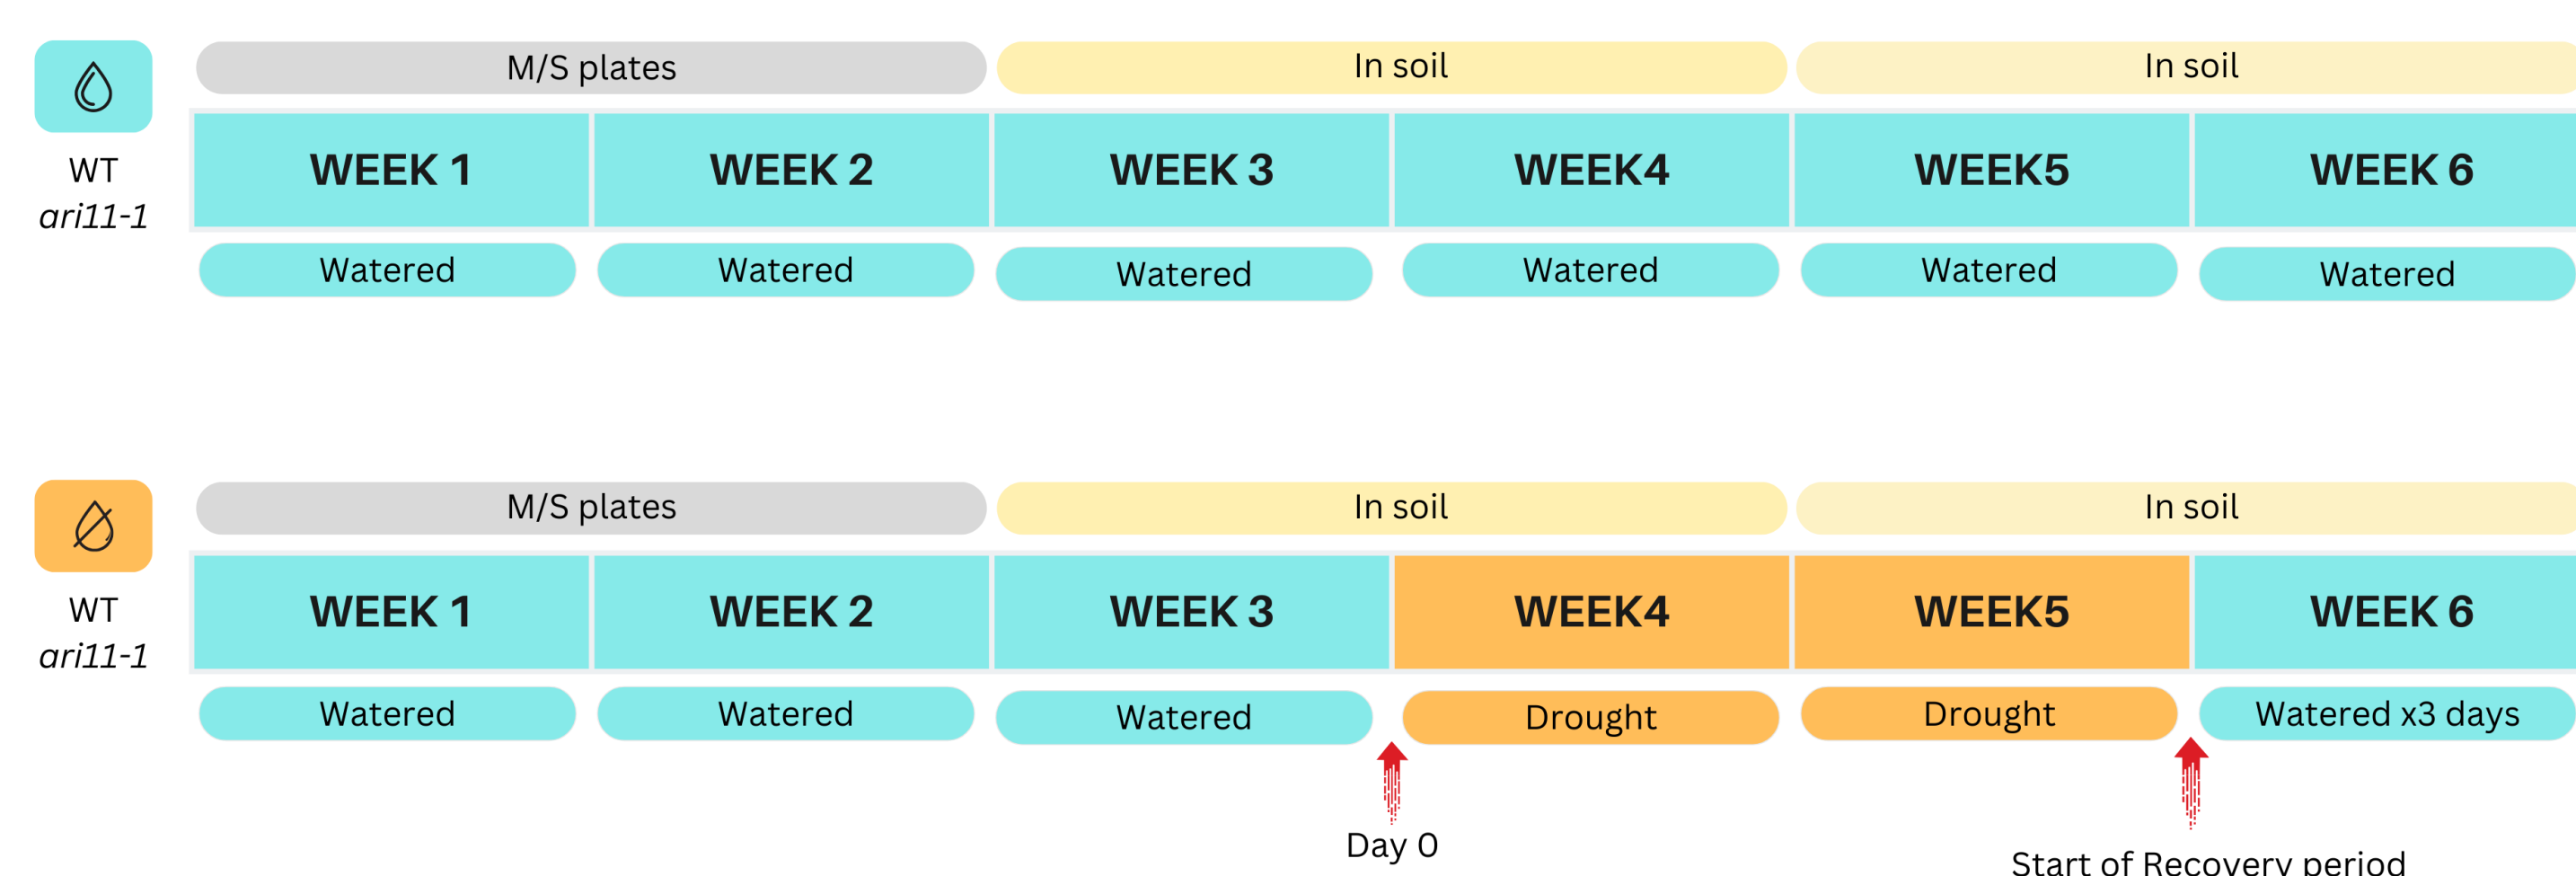 M/S plates
In soil
In soil
WEEK 1
WEEK 2
WEEK 3
WEEK4
WEEK5
WEEK 6
WT
ari11-1
Watered
Watered
Watered
Watered
Watered
Watered
M/S plates
In soil
In soil
WEEK 1
WEEK 2
WEEK 3
WEEK4
WEEK5
WEEK 6
WT
ari11-1
Watered
Watered
Watered
Drought
Drought
Watered x3 days
Day 0
Start of Recovery period